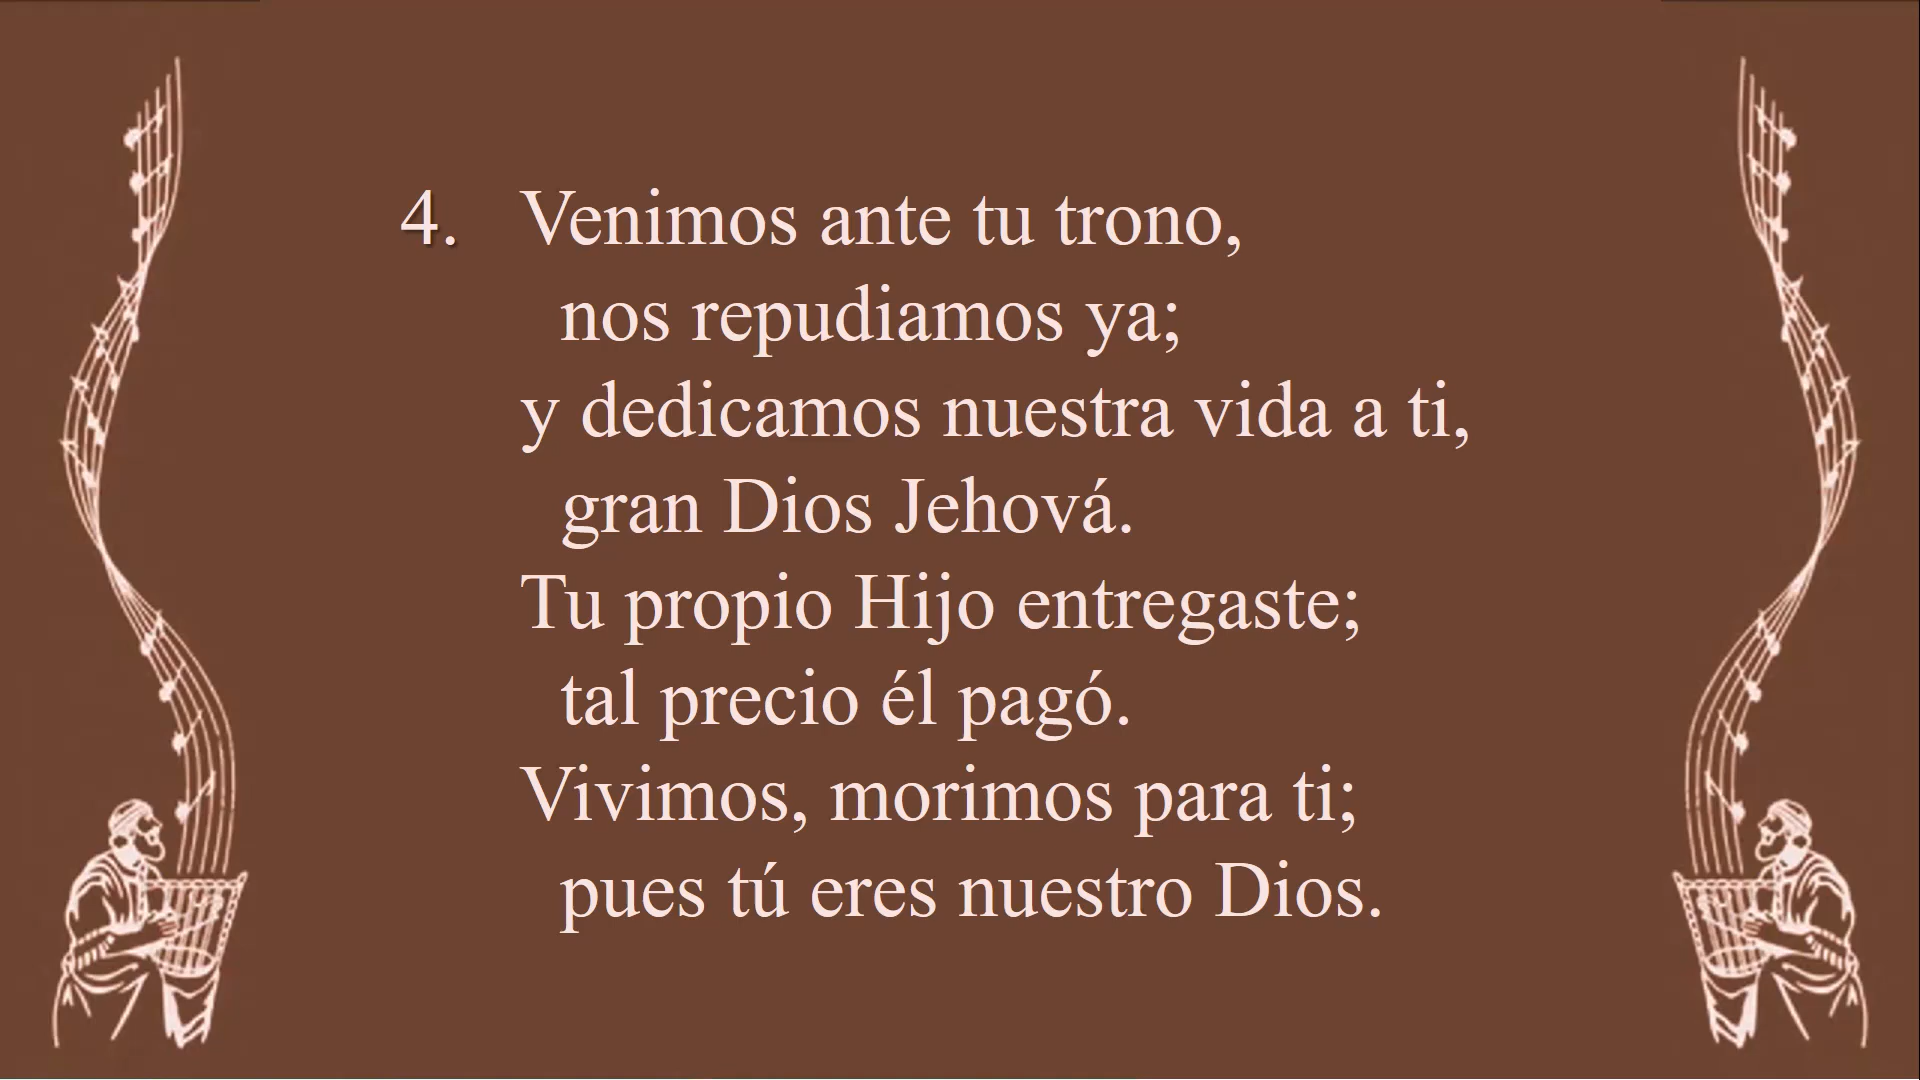 4. Venimos ante tu trono,
nos repudiamos ya;
y dedicamos nuestra vida a ti,
gran Dios Jehová.
Tu propio Hijo entregaste;
tal precio él pagó.
Vivimos, morimos para ti;
pues tú eres nuestro Dios.